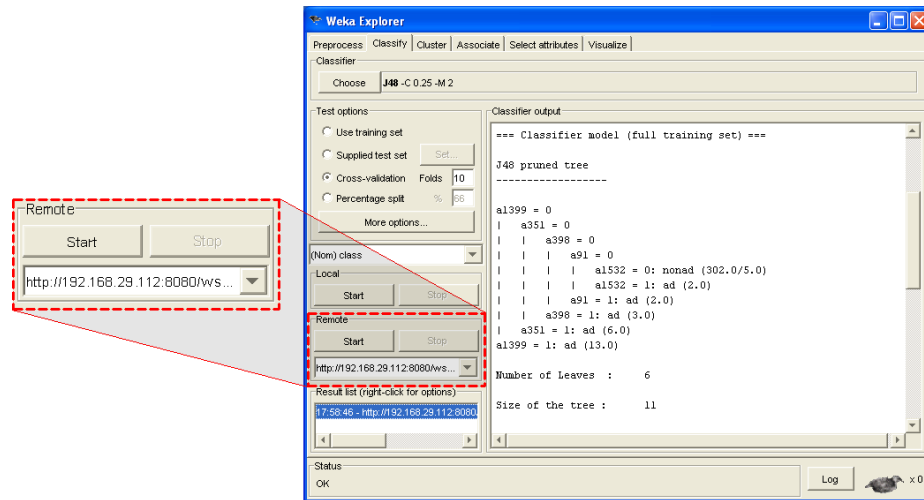 Weka Explorer
Preprocess Classify Cluster Associate Select attributes Visualize
Classifier
Choose J48 -C 0.25 -M 2
Test options
Use training set
Supplied test set Set...
Cross-validation Folds 10
Percentage split % 66
More options...
(Nom) class
Local
Start Stop
Remote
Start Stop
http://192.168.29.112:8080/ws...
Result list (right-click for options)
17:58:46 - http://192.168.29.112:8080
Classifier output
=== Classifier model (full training set) ===
J48 pruned tree
------------------
a1399 = 0
|   a351 = 0
|   |   a398 = 0
|   |   |   a91 = 0
|   |   |   |   a1532 = 0: nonad (302.0/5.0)
|   |   |   |   a1532 = 1: ad (2.0)
|   |   |   a91 = 1: ad (2.0)
|   |   a398 = 1: ad (3.0)
|   a351 = 1: ad (6.0)
a1399 = 1: ad (13.0)
Number of Leaves  :     6
Size of the tree :      11
Status
OK
Log x 0
Remote
Start Stop
http://192.168.29.112:8080/ws...